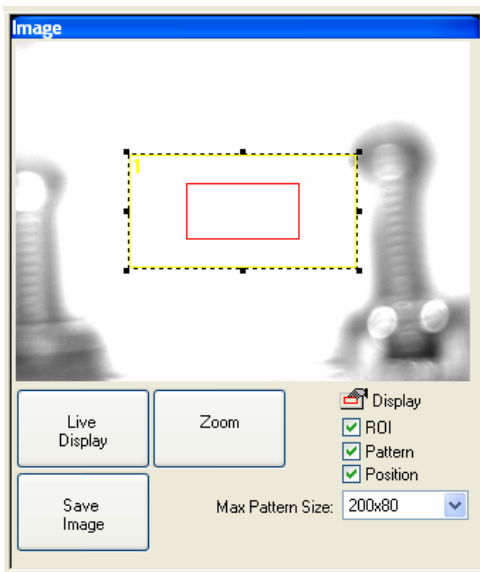 Image
1
Live
Display
Zoom
Display
ROI
Pattern
Position
Save
Image
Max Pattern Size: 200x80